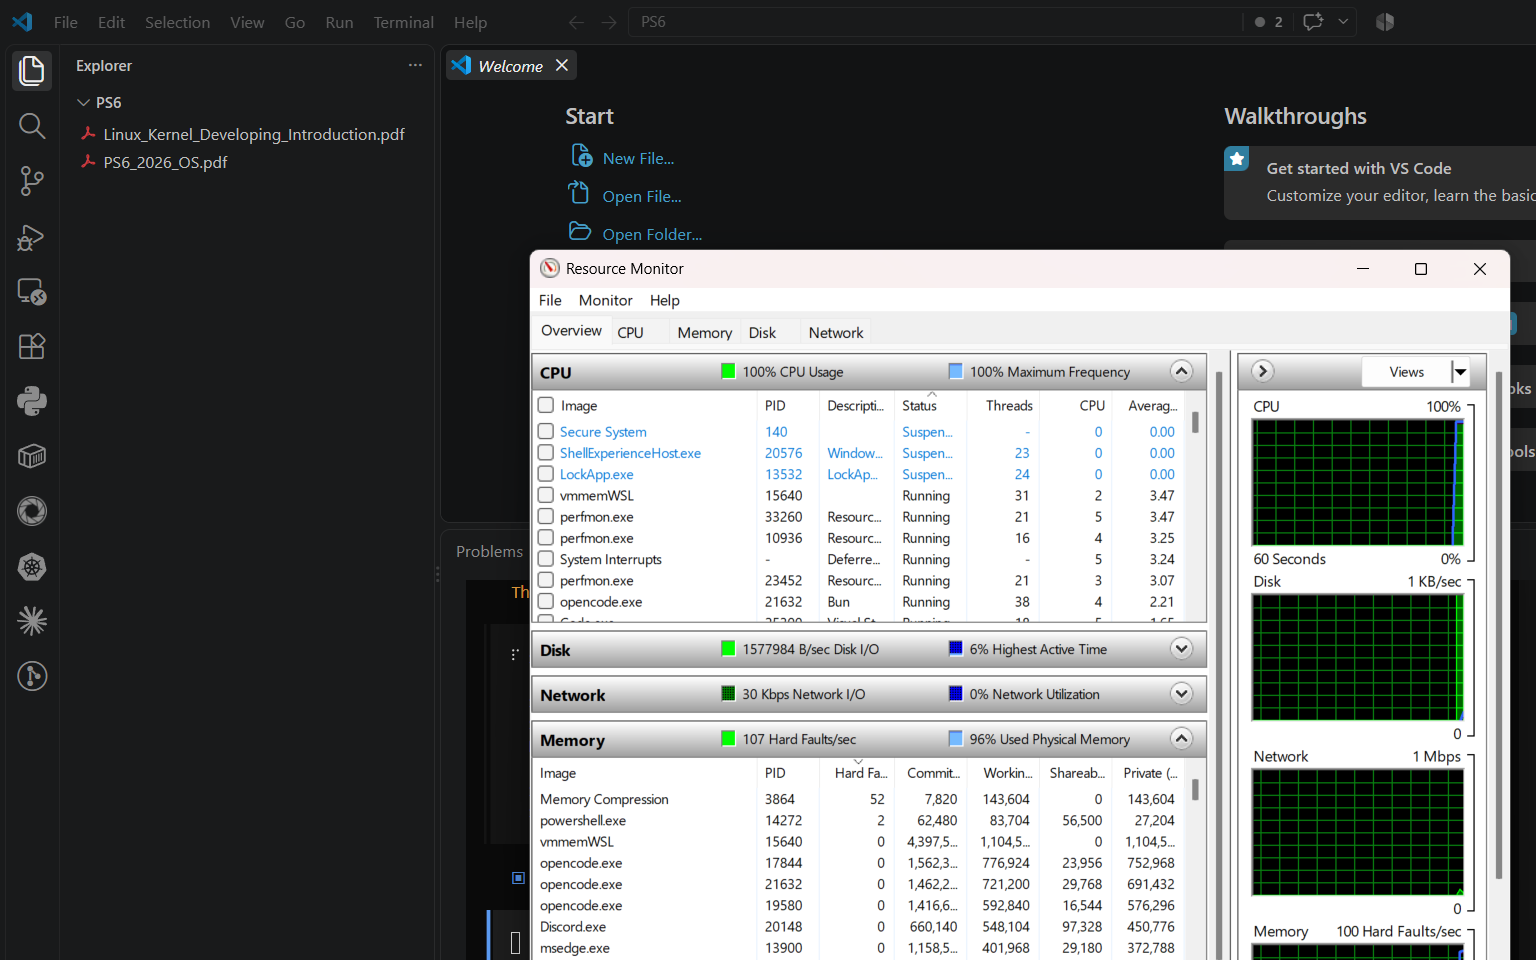 File Edit Selection View Go Run Terminal Help PS6 2
Explorer
PS6
Linux_Kernel_Developing_Introduction.pdf
PS6_2026_OS.pdf
Welcome
Start
New File...
Open File...
Open Folder...
Walkthroughs
Get started with VS Code
Customize your editor, learn the basic
oks
ools
Problems
Th
Resource Monitor
File Monitor Help
Overview CPU Memory Disk Network
CPU 100% CPU Usage 100% Maximum Frequency
Image PID Descripti... Status Threads CPU Averag...
Secure System 140 Suspen... - 0 0.00
ShellExperienceHost.exe 20576 Window... Suspen... 23 0 0.00
LockApp.exe 13532 LockAp... Suspen... 24 0 0.00
vmmemWSL 15640 Running 31 2 3.47
perfmon.exe 33260 Resourc... Running 21 5 3.47
perfmon.exe 10936 Resourc... Running 16 4 3.25
System Interrupts - Deferre... Running - 5 3.24
perfmon.exe 23452 Resourc... Running 21 3 3.07
opencode.exe 21632 Bun Running 38 4 2.21
Disk 1577984 B/sec Disk I/O 6% Highest Active Time
Network 30 Kbps Network I/O 0% Network Utilization
Memory 107 Hard Faults/sec 96% Used Physical Memory
Image PID Hard Fa... Commit... Workin... Shareab... Private (...
Memory Compression 3864 52 7,820 143,604 0 143,604
powershell.exe 14272 2 62,480 83,704 56,500 27,204
vmmemWSL 15640 0 4,397,5... 1,104,5... 0 1,104,5...
opencode.exe 17844 0 1,562,3... 776,924 23,956 752,968
opencode.exe 21632 0 1,462,2... 721,200 29,768 691,432
opencode.exe 19580 0 1,416,6... 592,840 16,544 576,296
Discord.exe 20148 0 660,140 548,104 97,328 450,776
msedge.exe 13900 0 1,158,5... 401,968 29,180 372,788
Views
CPU 100%
60 Seconds 0%
Disk 1 KB/sec
0
Network 1 Mbps
0
Memory 100 Hard Faults/sec